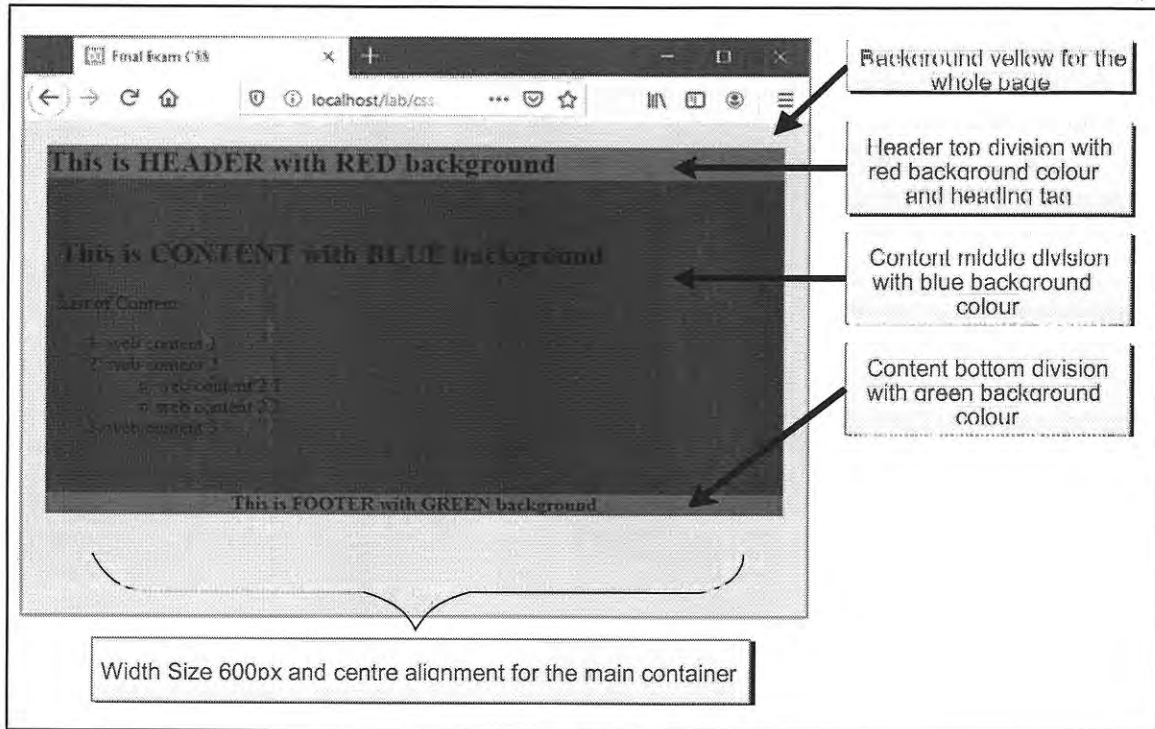 Final Exam CSS
localhost/lab/css
Background yellow for the
whole page
This is HEADER with RED background
Header top division with
red background colour
and heading tag
This is CONTENT with BLUE background
Content middle division
with blue background
colour
List of Content
1. web content 1
2. web content 2
web content 2.1
web content 2.2
3. web content 3
Content bottom division
with green background
colour
This is FOOTER with GREEN background
Width Size 600px and centre alignment for the main container